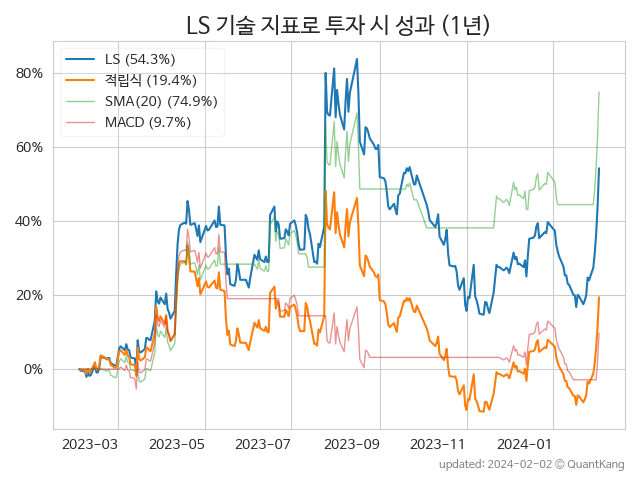 LS 기술 지표로 투자 시 성과 (1년)
LS (54.3%)
적립식 (19.4%)
SMA(20) (74.9%)
MACD (9.7%)
80%
60%
40%
20%
0%
2023-03 2023-05 2023-07 2023-09 2023-11 2024-01
updated: 2024-02-02 © QuantKang